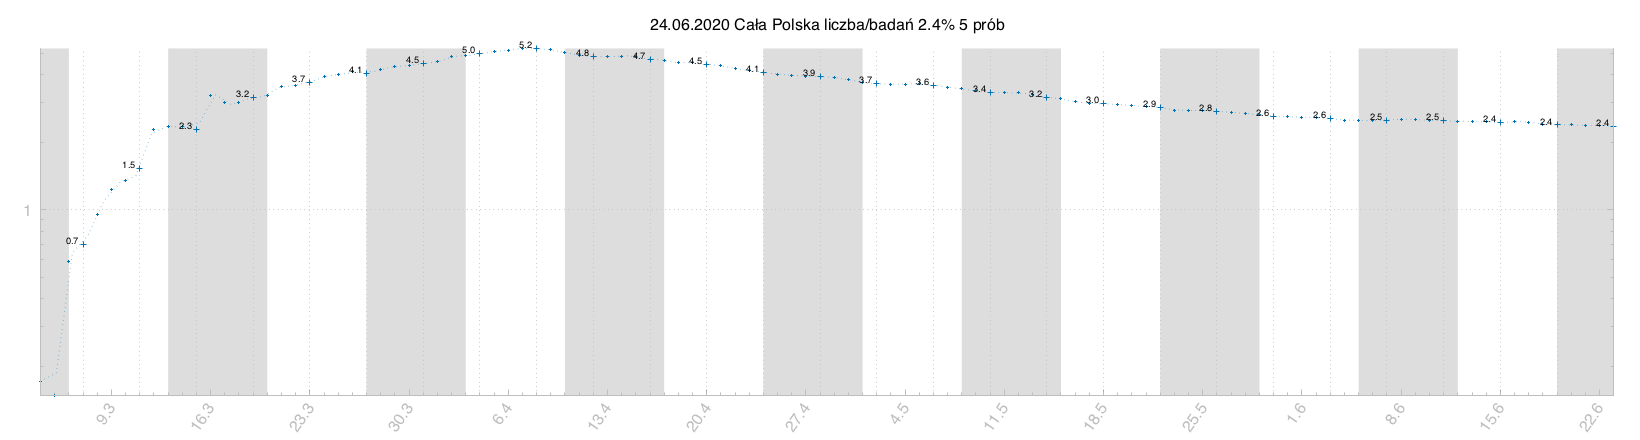 24.06.2020 Cała Polska liczba/badań 2.4% 5 prób
0.7 1.5 2.3 3.2 3.7 4.1 4.5 5.0 5.2 4.8 4.7 4.5 4.1 3.9 3.7 3.6 3.4 3.2 3.0 2.9 2.8 2.6 2.6 2.5 2.5 2.4 2.4 2.4
1
9.3 16.3 23.3 30.3 6.4 13.4 20.4 27.4 4.5 11.5 18.5 25.5 1.6 8.6 15.6 22.6